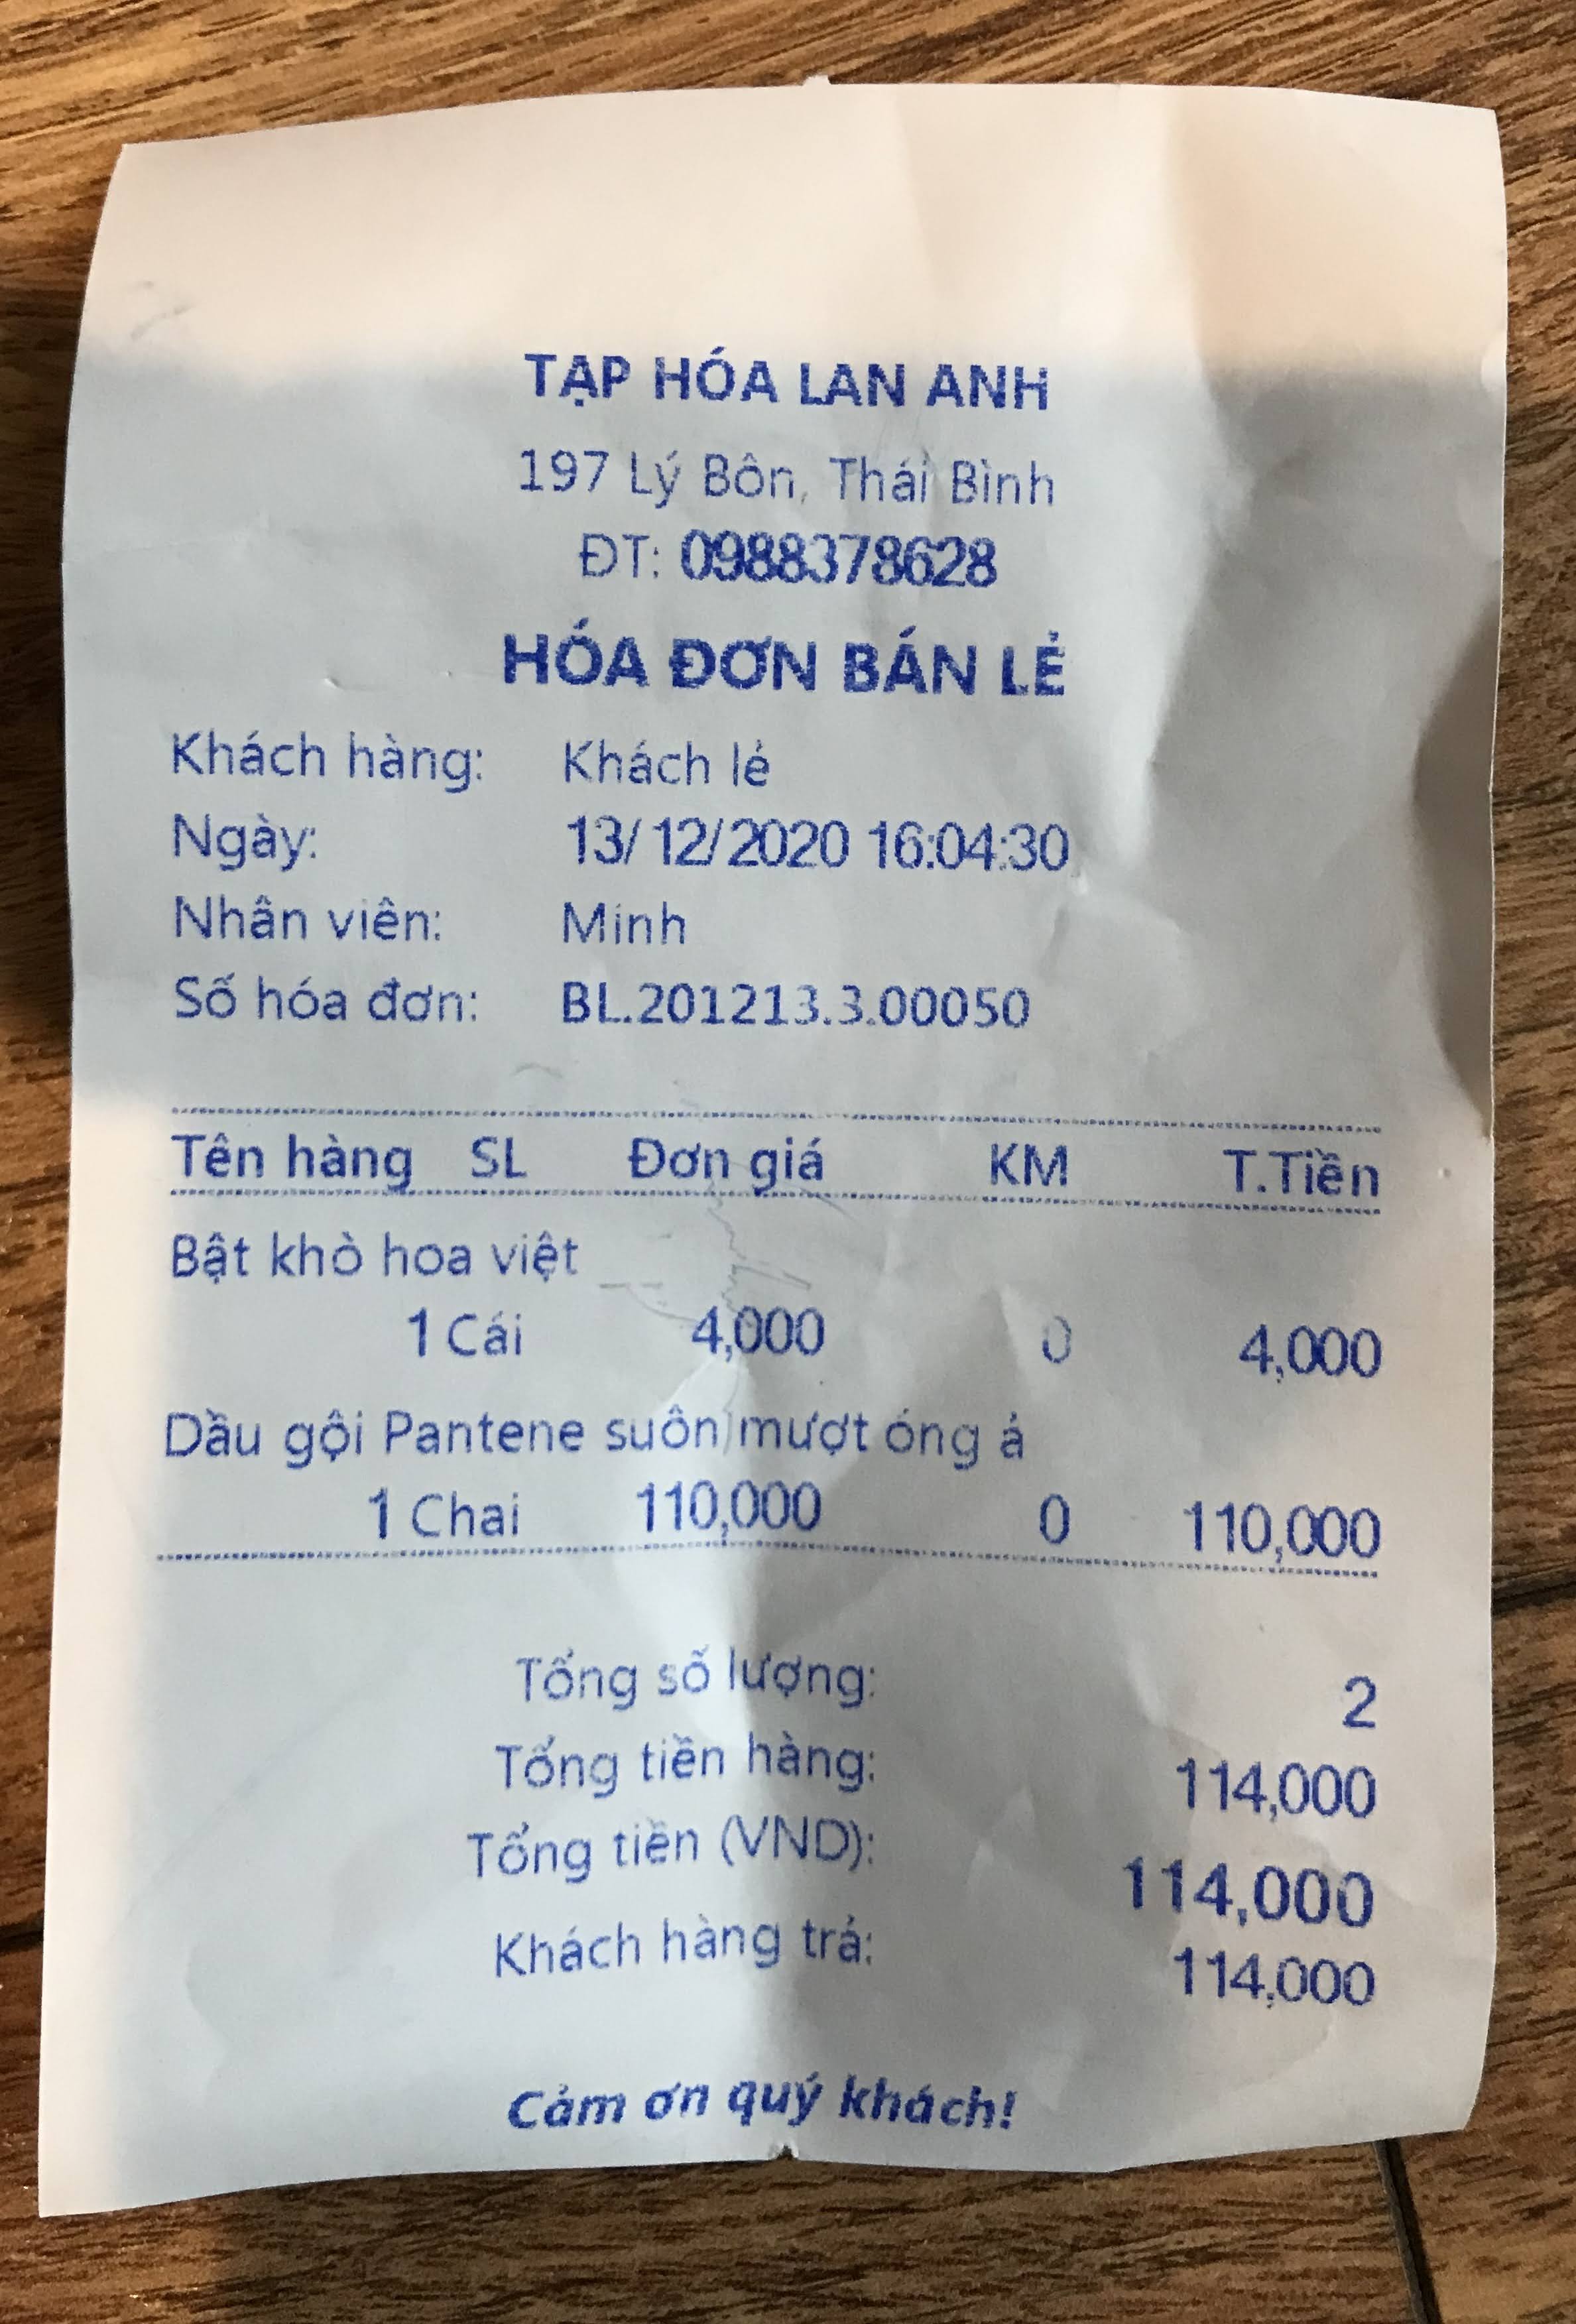 TẠP HÓA LAN ANH
197 Lý Bôn, Thái Bình
ĐT: 0988378628
HÓA ĐƠN BÁN LẺ
Khách hàng: Khách lẻ
Ngày: 13/12/2020 16:04:30
Nhân viên: Minh
Số hóa đơn: BL.201213.3.00050
Tên hàng SL Đơn giá KM T.Tiền
Bật khò hoa việt
1 Cái 4,000 0 4,000
Dầu gội Pantene suôn mượt óng ả
1 Chai 110,000 0 110,000
Tổng số lượng: 2
Tổng tiền hàng: 114,000
Tổng tiền (VND): 114,000
Khách hàng trả: 114,000
Cảm ơn quý khách!